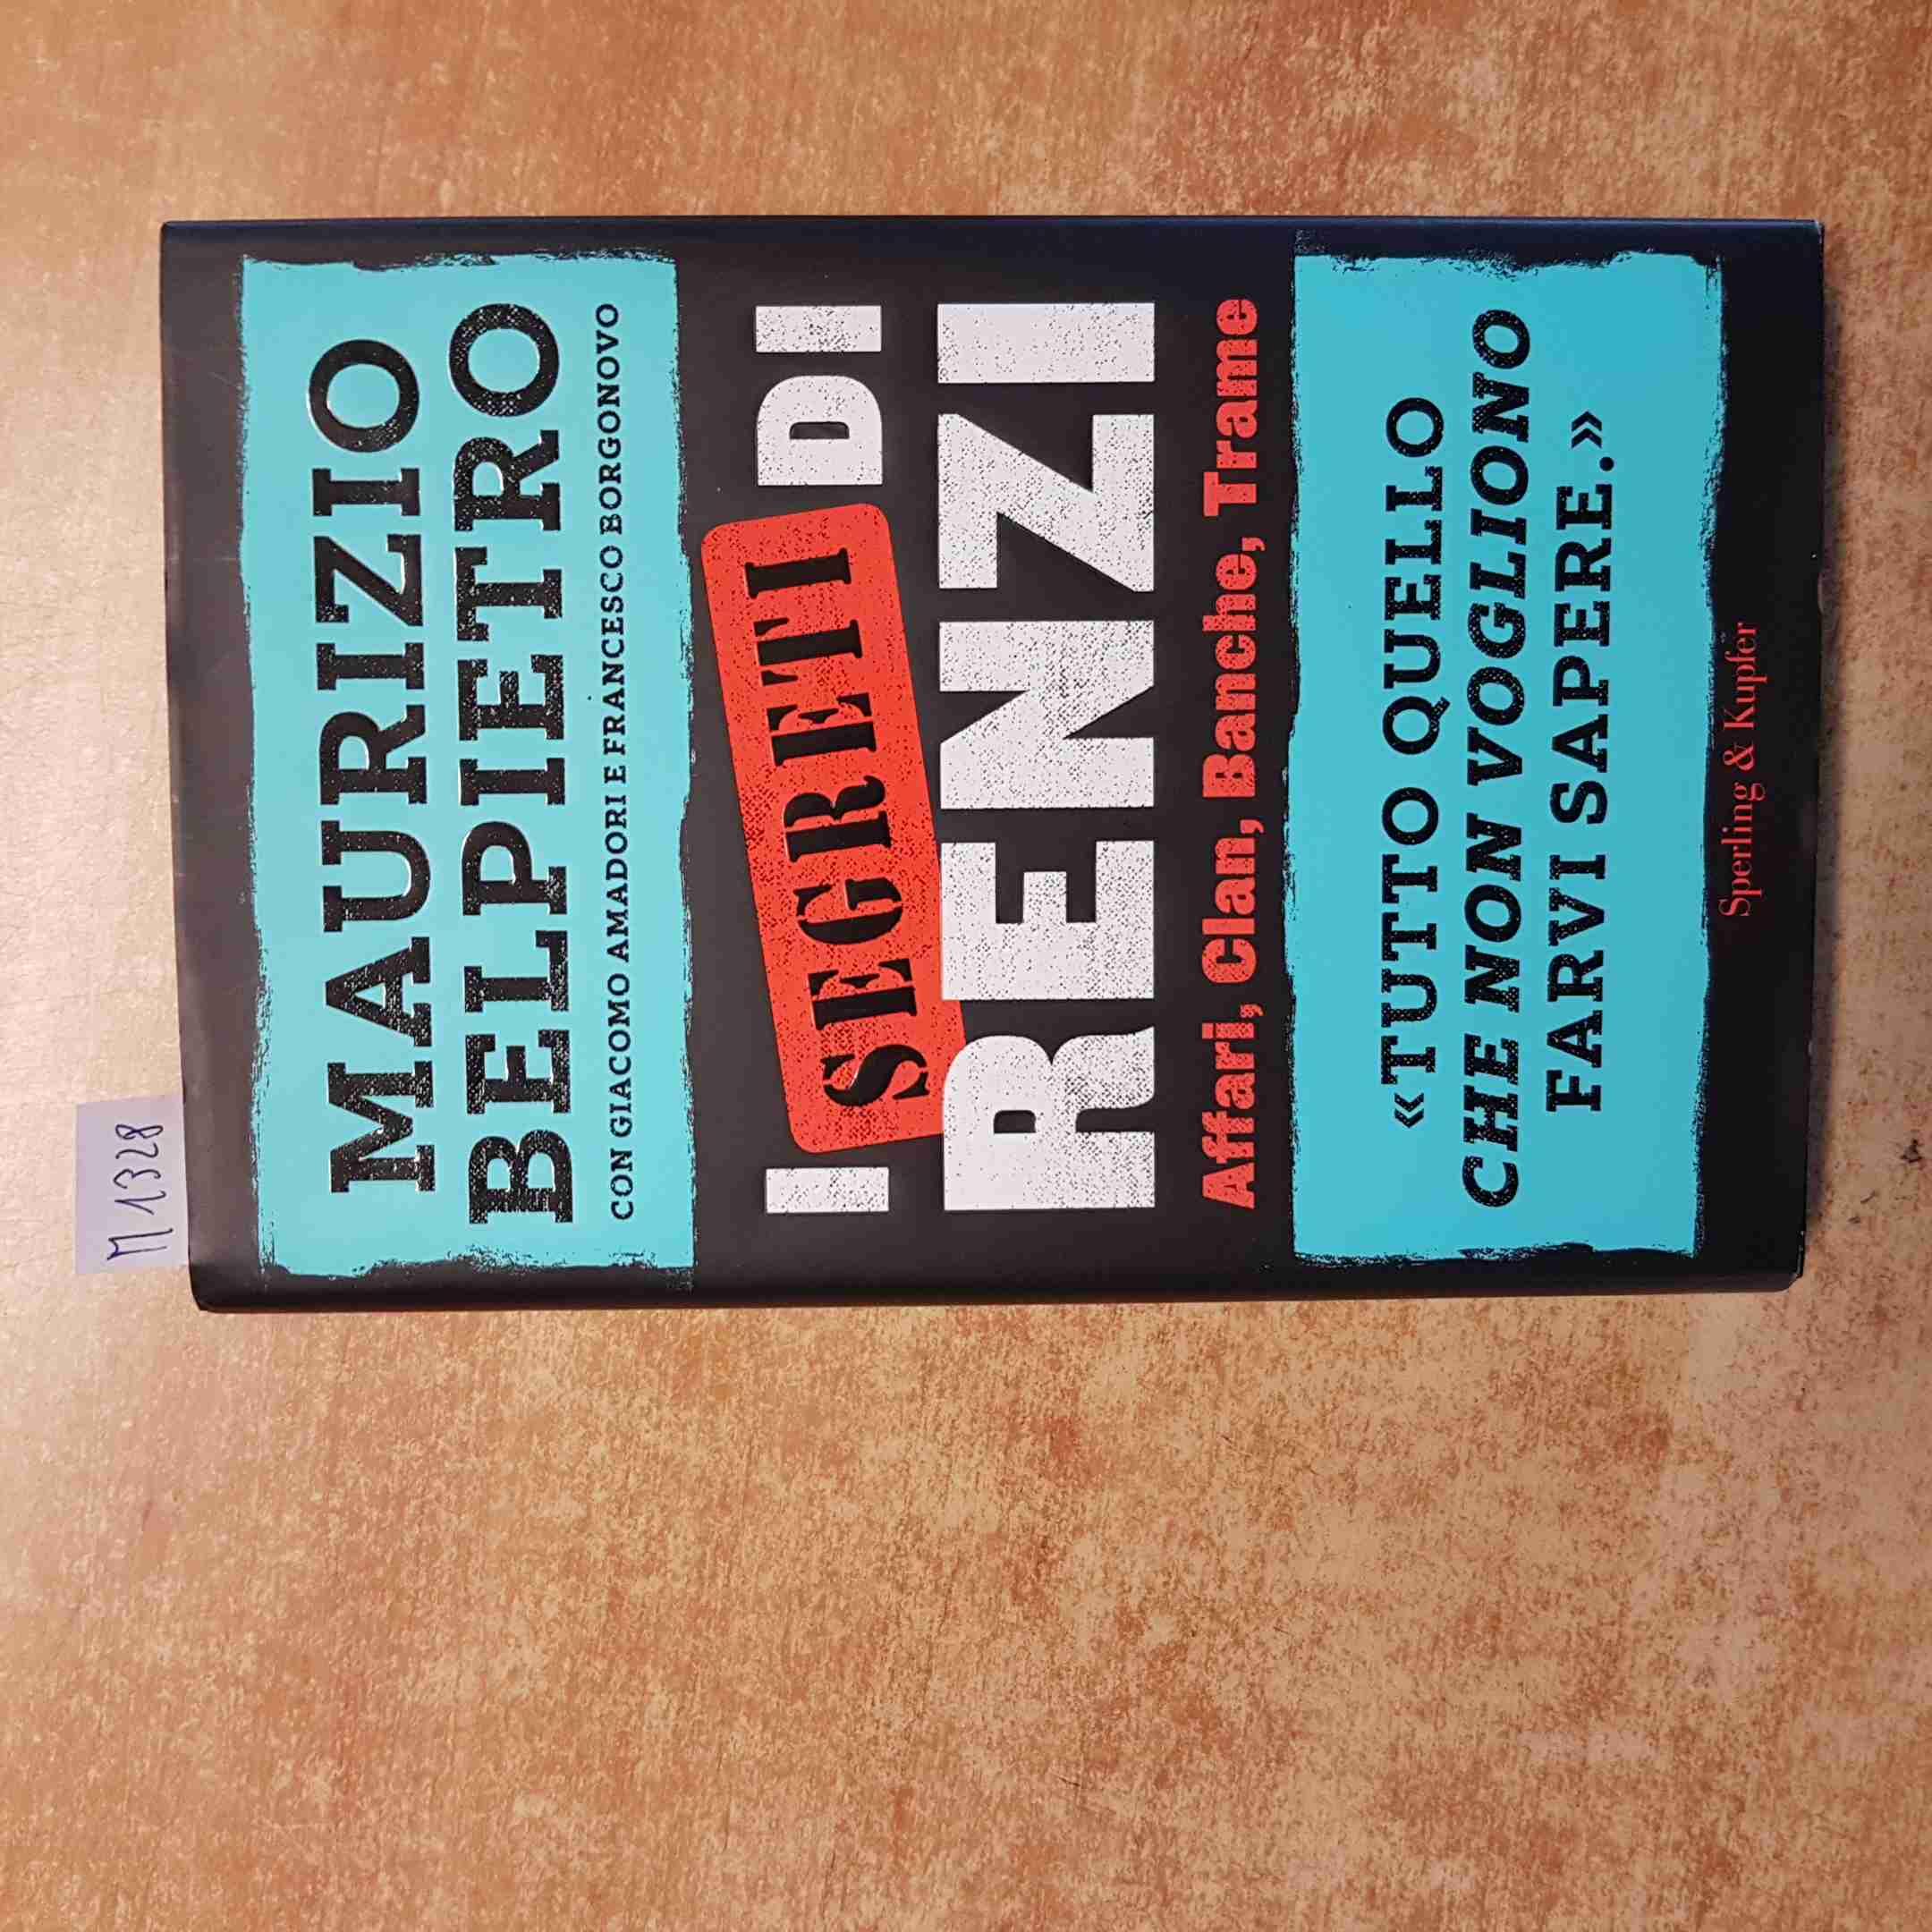 M 1328
MAURIZIO
BELPIETRO
CON GIACOMO AMADORI E FRANCESCO BORGONOVO
I SEGRETI DI
RENZI
Affari, Clan, Banche, Trame
«TUTTO QUELLO
CHE NON VOGLIONO
FARVI SAPERE.»
Sperling & Kupfer